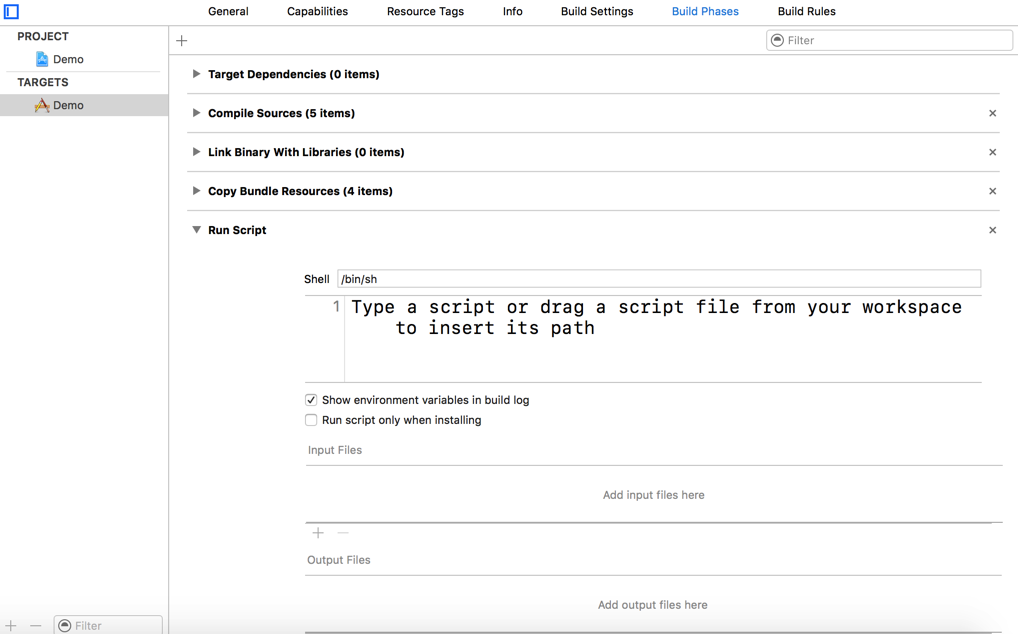 General Capabilities Resource Tags Info Build Settings Build Phases Build Rules
PROJECT
Demo
TARGETS
Demo
Filter
Target Dependencies (0 items)
Compile Sources (5 items)
Link Binary With Libraries (0 items)
Copy Bundle Resources (4 items)
Run Script
Shell /bin/sh
1 Type a script or drag a script file from your workspace
to insert its path
Show environment variables in build log
Run script only when installing
Input Files
Add input files here
Output Files
Add output files here
Filter